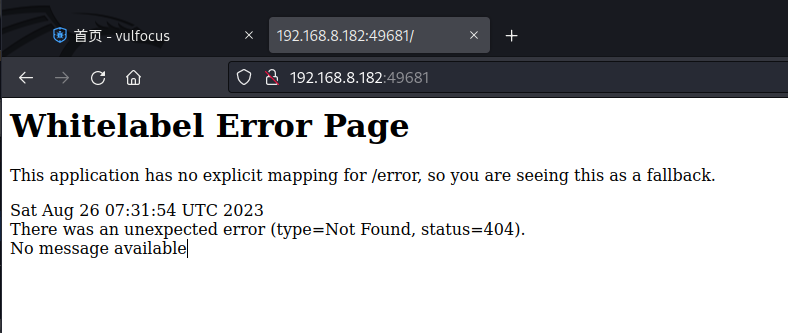 首页 - vulfocus
192.168.8.182:49681/
192.168.8.182:49681
Whitelabel Error Page
This application has no explicit mapping for /error, so you are seeing this as a fallback.
Sat Aug 26 07:31:54 UTC 2023
There was an unexpected error (type=Not Found, status=404).
No message available